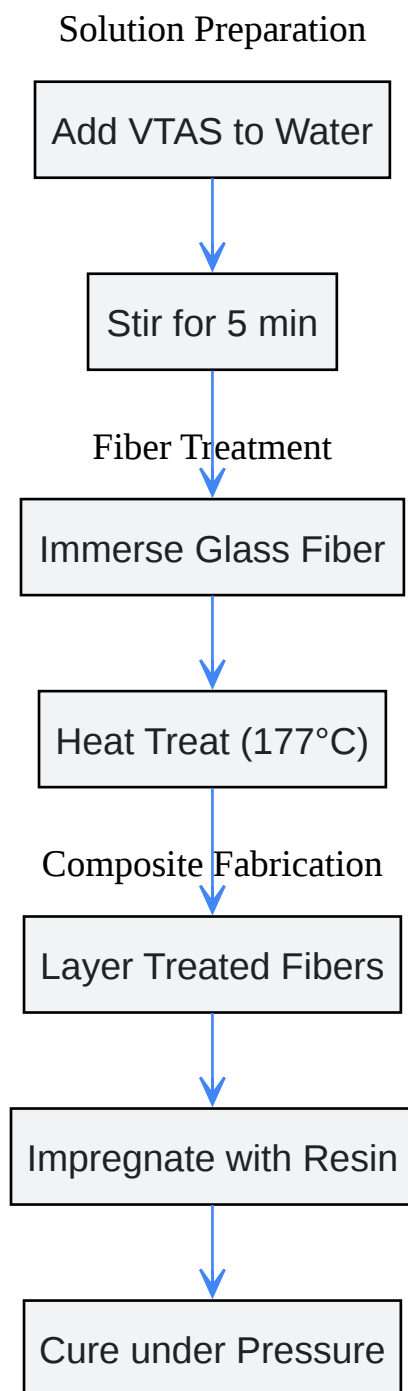 Solution Preparation
Add VTAS to Water
Stir for 5 min
Fiber Treatment
Immerse Glass Fiber
Heat Treat (177°C)
Composite Fabrication
Layer Treated Fibers
Impregnate with Resin
Cure under Pressure